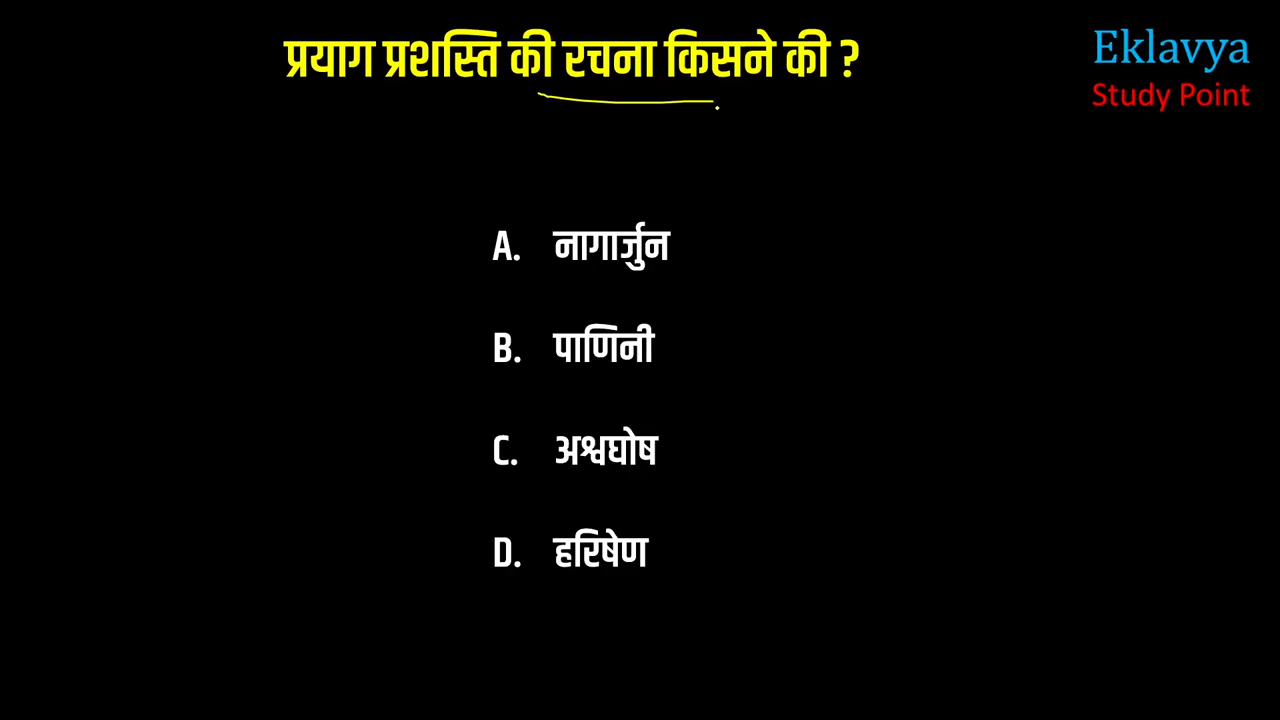 प्रयाग प्रशस्ति की रचना किसने की ?
Eklavya
Study Point
A. नागार्जुन
B. पाणिनी
C. अश्वघोष
D. हरिषेण